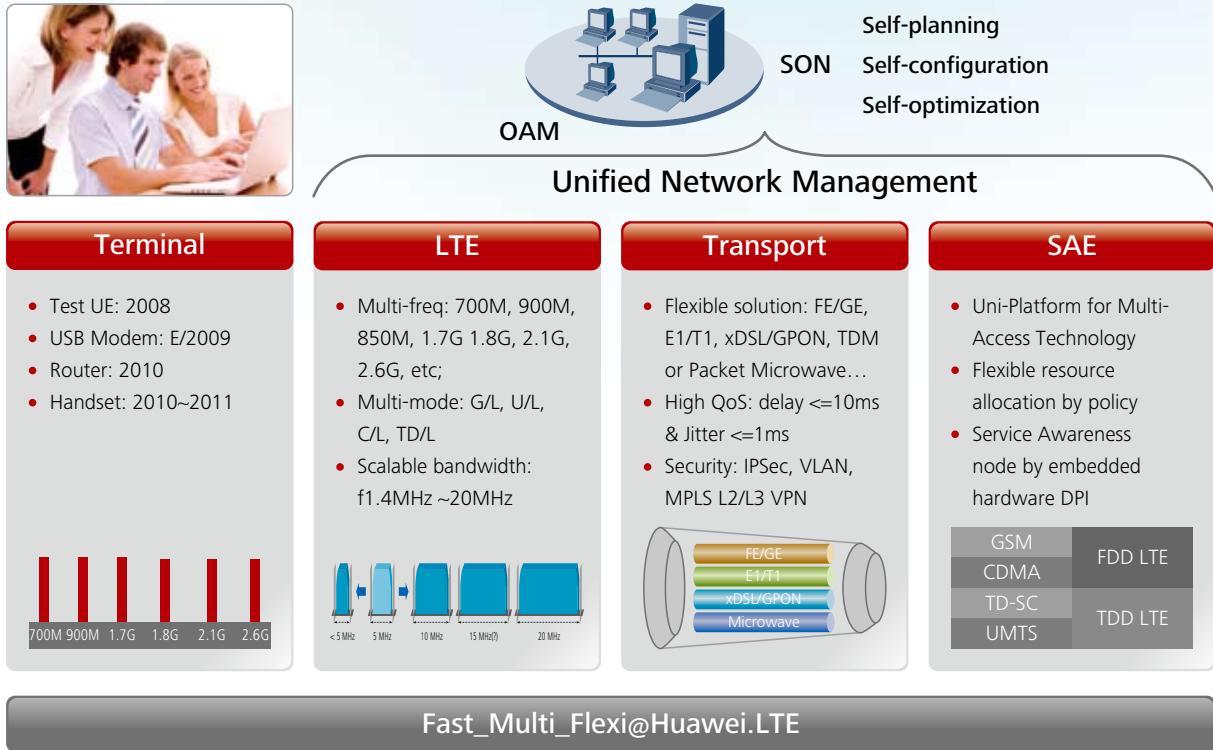 Self-planning
SON Self-configuration
Self-optimization
OAM
Unified Network Management
Terminal
• Test UE: 2008
• USB Modem: E/2009
• Router: 2010
• Handset: 2010~2011
700M 900M 1.7G 1.8G 2.1G 2.6G
LTE
• Multi-freq: 700M, 900M,
850M, 1.7G 1.8G, 2.1G,
2.6G, etc;
• Multi-mode: G/L, U/L,
C/L, TD/L
• Scalable bandwidth:
f1.4MHz ~20MHz
< 5 MHz 5 MHz 10 MHz 15 MHz(?) 20 MHz
Transport
• Flexible solution: FE/GE,
E1/T1, xDSL/GPON, TDM
or Packet Microwave…
• High QoS: delay <=10ms
& Jitter <=1ms
• Security: IPSec, VLAN,
MPLS L2/L3 VPN
FE/GE
E1/T1
xDSL/GPON
Microwave
SAE
• Uni-Platform for Multi-
Access Technology
• Flexible resource
allocation by policy
• Service Awareness
node by embedded
hardware DPI
GSM
CDMA
TD-SC
UMTS
FDD LTE
TDD LTE
Fast_Multi_Flexi@Huawei.LTE